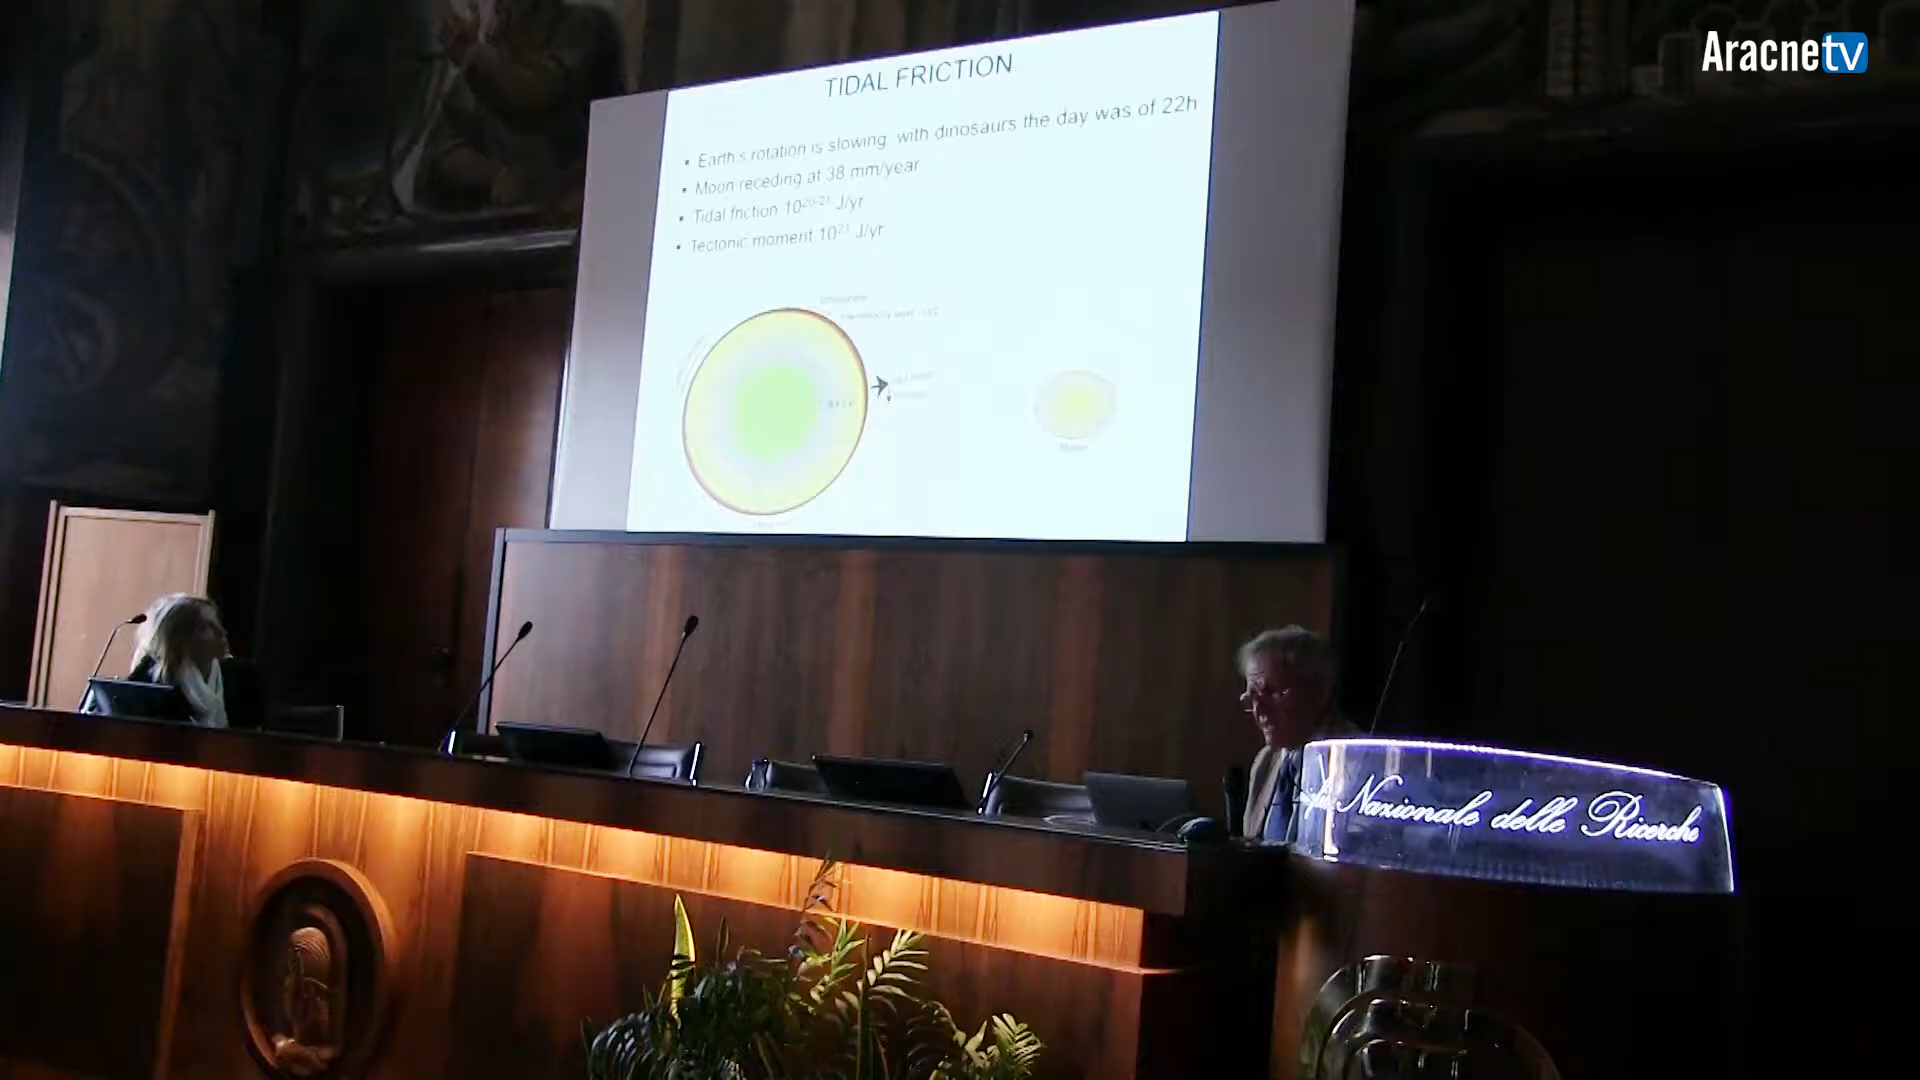 Aracnetv
TIDAL FRICTION
• Earth's rotation is slowing, with dinosaurs the day was of 22h
• Moon receding at 38 mm/year
• Tidal friction 10²⁰⁻²¹ J/yr
• Tectonic moment 10²¹ J/yr
Nazionale delle Ricerche